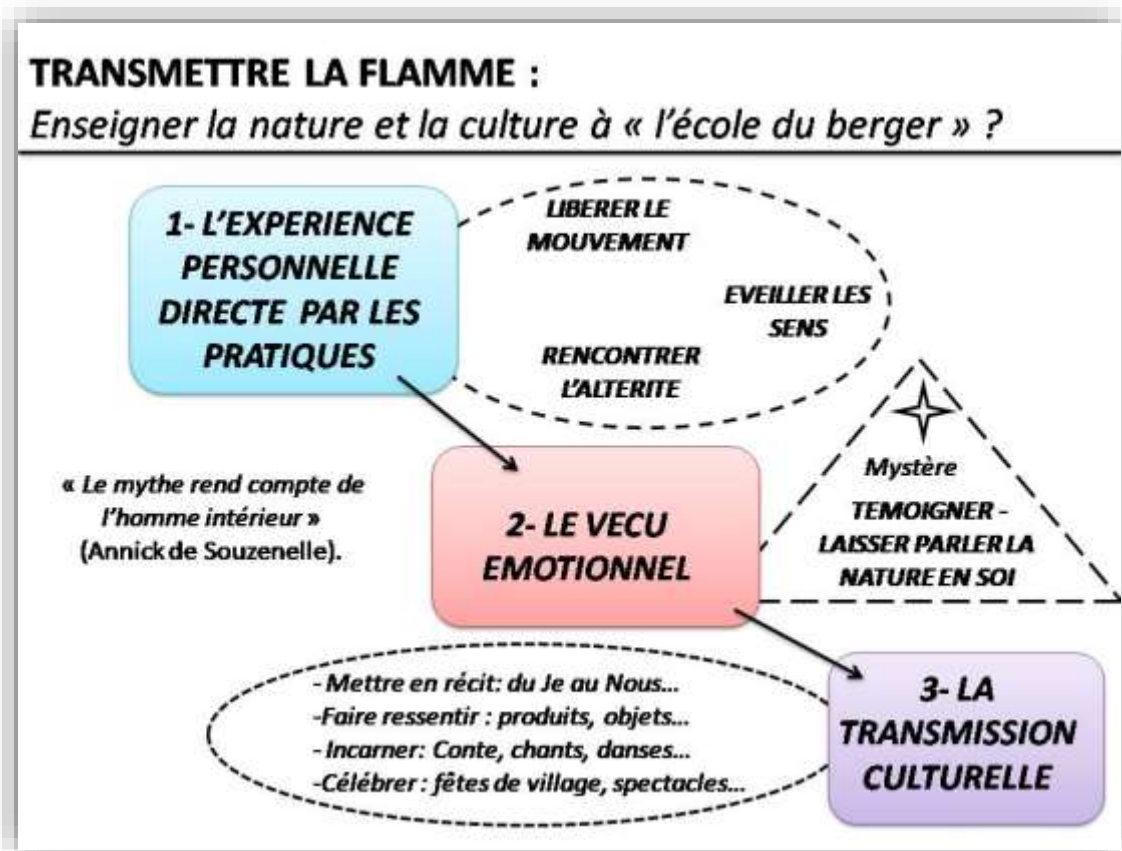 TRANSMETTRE LA FLAMME :
Enseigner la nature et la culture à « l'école du berger » ?
1- L'EXPERIENCE
PERSONNELLE
DIRECTE PAR LES
PRATIQUES
LIBERER LE
MOUVEMENT
EVEILLER LES
SENS
RENCONTRER
L'ALTERITE
« Le mythe rend compte de
l'homme intérieur »
(Annick de Souzenelle).
2- LE VECU
EMOTIONNEL
Mystère
TEMOIGNER -
LAISSER PARLER LA
NATURE EN SOI
- Mettre en récit: du Je au Nous...
-Faire ressentir : produits, objets...
- Incarner: Conte, chants, danses...
-Célébrer : fêtes de village, spectacles...
3- LA
TRANSMISSION
CULTURELLE